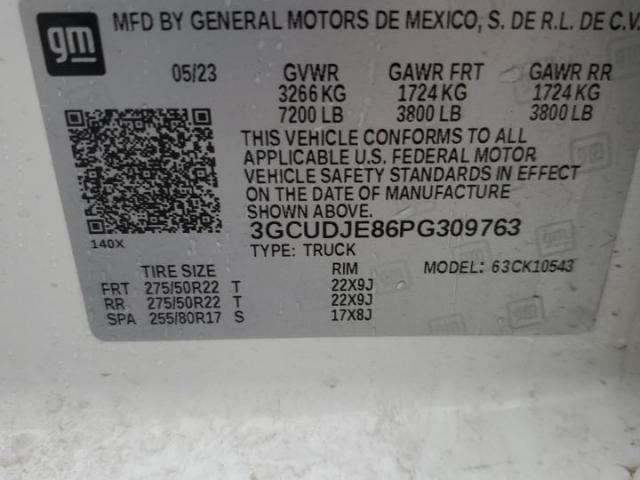 gm
MFD BY GENERAL MOTORS DE MEXICO, S. DE R.L. DE C.V.
05/23 GVWR GAWR FRT GAWR RR
3266 KG 1724 KG 1724 KG
7200 LB 3800 LB 3800 LB
THIS VEHICLE CONFORMS TO ALL
APPLICABLE U.S. FEDERAL MOTOR
VEHICLE SAFETY STANDARDS IN EFFECT
ON THE DATE OF MANUFACTURE
SHOWN ABOVE.
3GCUDJE86PG309763
140X
TYPE: TRUCK
TIRE SIZE RIM MODEL: 63CK10543
FRT 275/50R22 T 22X9J
RR 275/50R22 T 22X9J
SPA 255/80R17 S 17X8J